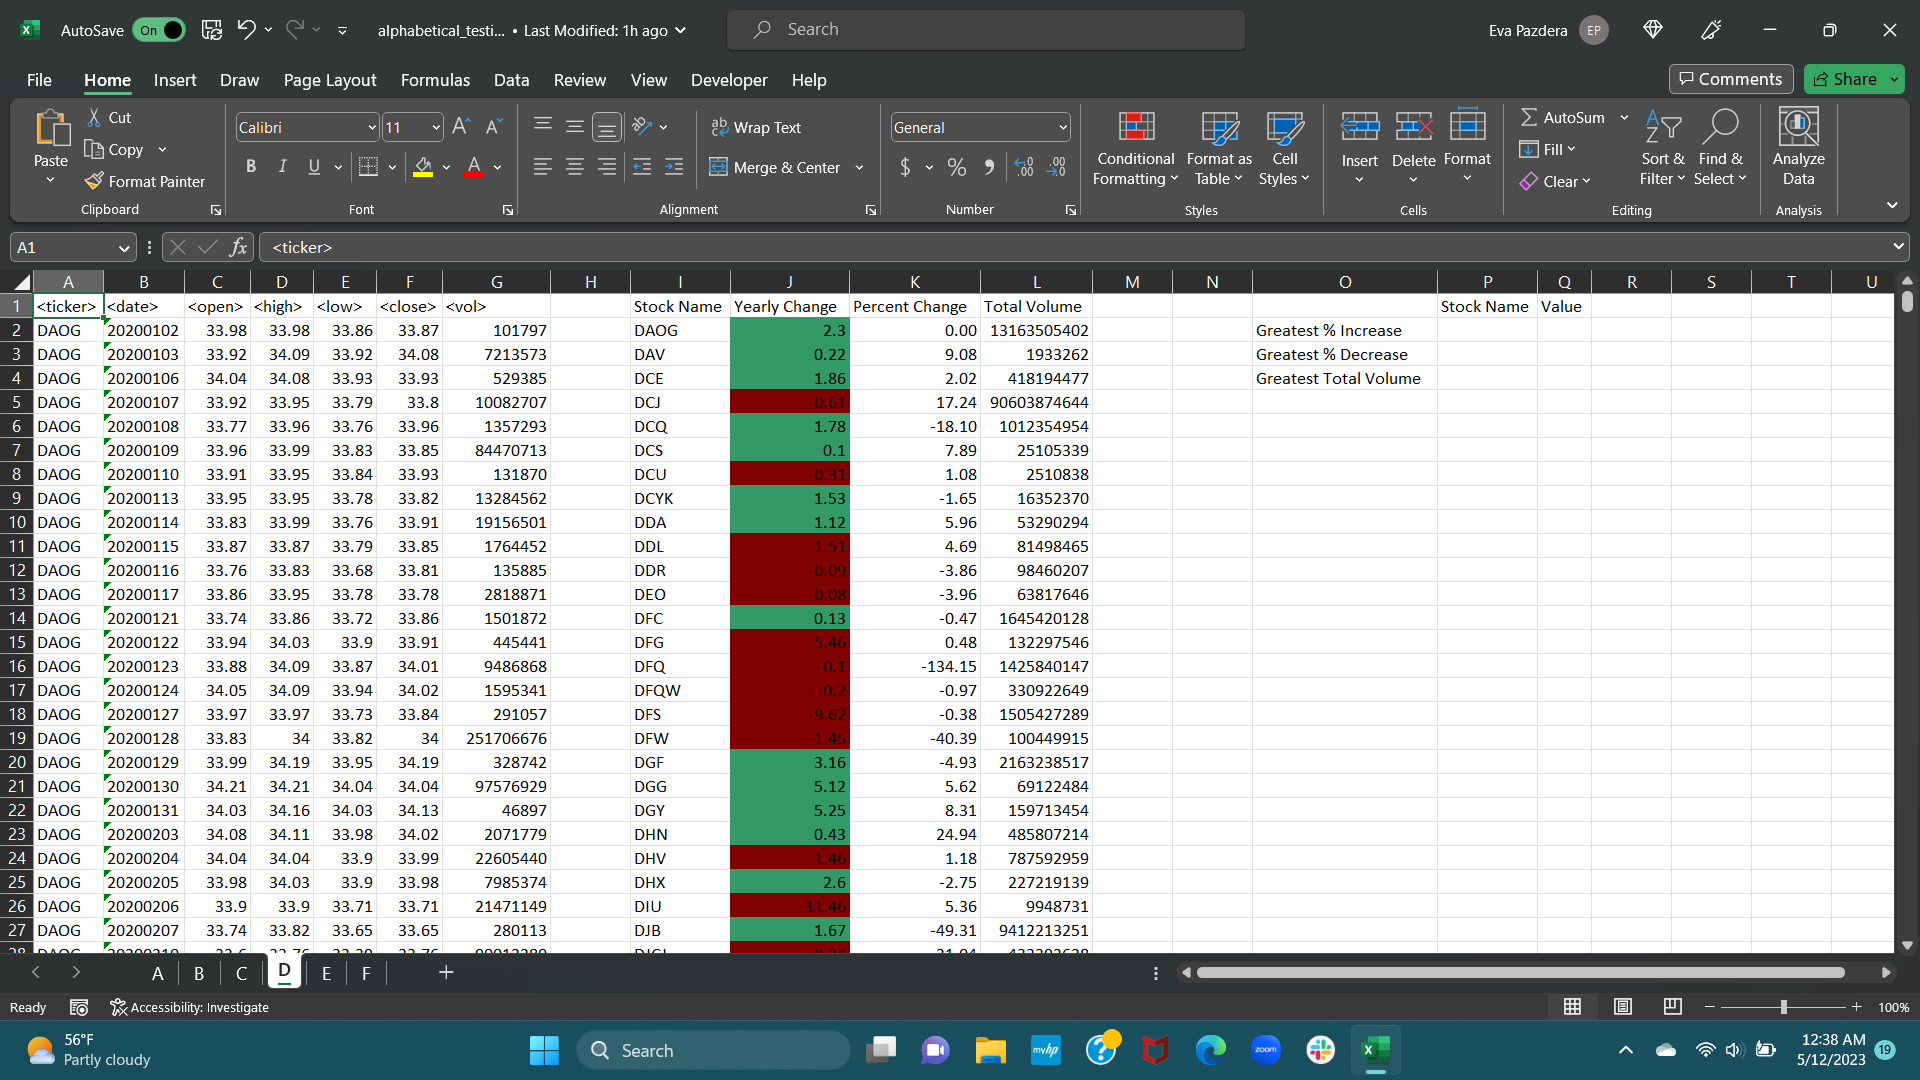 AutoSave On alphabetical_testi... • Last Modified: 1h ago Search Eva Pazdera EP
File Home Insert Draw Page Layout Formulas Data Review View Developer Help Comments Share
Paste Cut Copy Format Painter Clipboard
Calibri 11 B I U A Font
Wrap Text Merge & Center Alignment
General $ % Number
Conditional Formatting Format as Table Cell Styles Styles
Insert Delete Format Cells
AutoSum Fill Clear Sort & Filter Find & Select Editing
Analyze Data Analysis
A1 fx <ticker>
A B C D E F G H I J K L M N O P Q R S T U
1 <ticker> <date> <open> <high> <low> <close> <vol> Stock Name Yearly Change Percent Change Total Volume Stock Name Value
2 DAOG 20200102 33.98 33.98 33.86 33.87 101797 DAOG 2.3 0.00 13163505402 Greatest % Increase
3 DAOG 20200103 33.92 34.09 33.92 34.08 7213573 DAV 0.22 9.08 1933262 Greatest % Decrease
4 DAOG 20200106 34.04 34.08 33.93 33.93 529385 DCE 1.86 2.02 418194477 Greatest Total Volume
5 DAOG 20200107 33.92 33.95 33.79 33.8 10082707 DCJ -0.61 17.24 90603874644
6 DAOG 20200108 33.77 33.96 33.76 33.96 1357293 DCQ 1.78 -18.10 1012354954
7 DAOG 20200109 33.96 33.99 33.83 33.85 84470713 DCS 0.1 7.89 25105339
8 DAOG 20200110 33.91 33.95 33.84 33.93 131870 DCU -0.31 1.08 2510838
9 DAOG 20200113 33.95 33.95 33.78 33.82 13284562 DCYK 1.53 -1.65 16352370
10 DAOG 20200114 33.83 33.99 33.76 33.91 19156501 DDA 1.12 5.96 53290294
11 DAOG 20200115 33.87 33.87 33.79 33.85 1764452 DDL -1.51 4.69 81498465
12 DAOG 20200116 33.76 33.83 33.68 33.81 135885 DDR -0.09 -3.86 98460207
13 DAOG 20200117 33.86 33.95 33.78 33.78 2818871 DEO -0.08 -3.96 63817646
14 DAOG 20200121 33.74 33.86 33.72 33.86 1501872 DFC 0.13 -0.47 1645420128
15 DAOG 20200122 33.94 34.03 33.9 33.91 445441 DFG -5.46 0.48 132297546
16 DAOG 20200123 33.88 34.09 33.87 34.01 9486868 DFQ -0.1 -134.15 1425840147
17 DAOG 20200124 34.05 34.09 33.94 34.02 1595341 DFQW -0.2 -0.97 330922649
18 DAOG 20200127 33.97 33.97 33.73 33.84 291057 DFS -9.62 -0.38 1505427289
19 DAOG 20200128 33.83 34 33.82 34 251706676 DFW -1.45 -40.39 100449915
20 DAOG 20200129 33.99 34.19 33.95 34.19 328742 DGF 3.16 -4.93 2163238517
21 DAOG 20200130 34.21 34.21 34.04 34.04 97576929 DGG 5.12 5.62 69122484
22 DAOG 20200131 34.03 34.16 34.03 34.13 46897 DGY 5.25 8.31 159713454
23 DAOG 20200203 34.08 34.11 33.98 34.02 2071779 DHN 0.43 24.94 485807214
24 DAOG 20200204 34.04 34.04 33.9 33.99 22605440 DHV -1.46 1.18 787592959
25 DAOG 20200205 33.98 34.03 33.9 33.98 7985374 DHX 2.6 -2.75 227219139
26 DAOG 20200206 33.9 33.9 33.71 33.71 21471149 DIU -11.46 5.36 9948731
27 DAOG 20200207 33.74 33.82 33.65 33.65 280113 DJB 1.67 -49.31 9412213251
A B C D E F
Ready Accessibility: Investigate 100%
56°F Partly cloudy Search myhp zoom 12:38 AM 5/12/2023 19